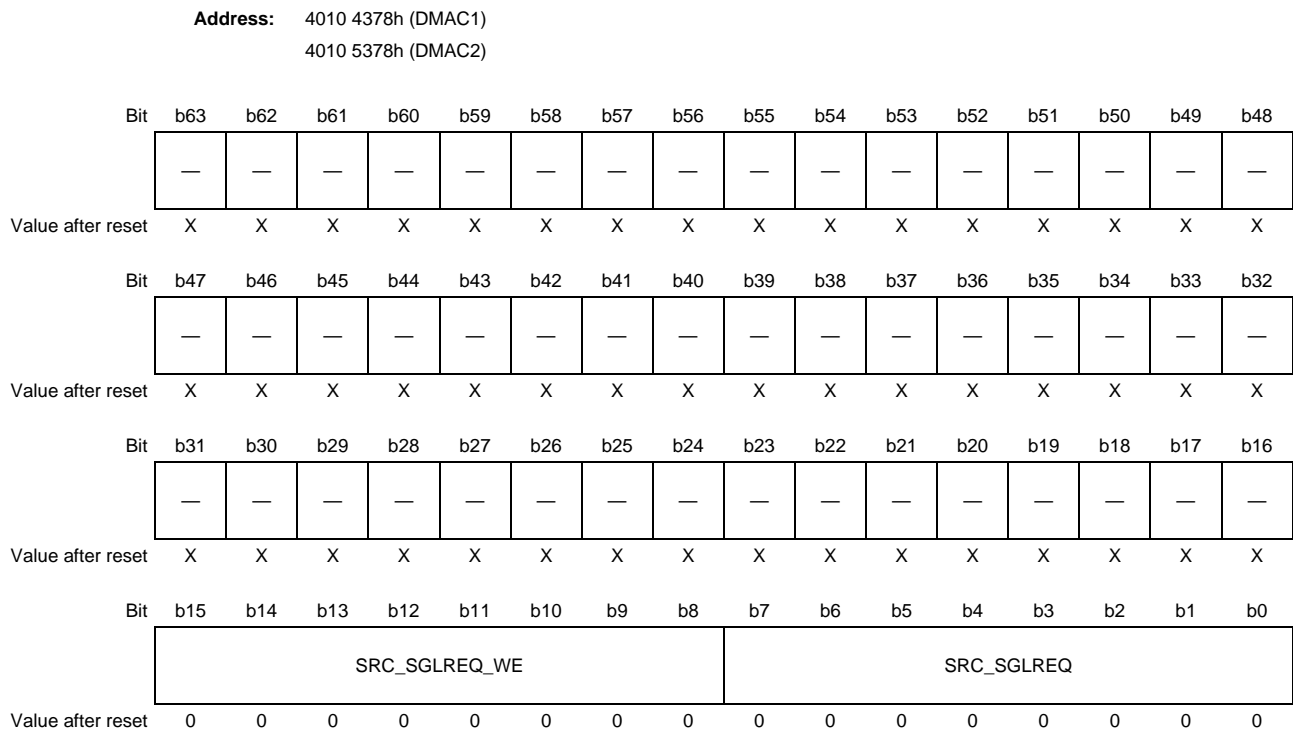 Address: 4010 4378h (DMAC1)
4010 5378h (DMAC2)
Bit b63 b62 b61 b60 b59 b58 b57 b56 b55 b54 b53 b52 b51 b50 b49 b48
— — — — — — — — — — — — — — — —
Value after reset X X X X X X X X X X X X X X X X
Bit b47 b46 b45 b44 b43 b42 b41 b40 b39 b38 b37 b36 b35 b34 b33 b32
— — — — — — — — — — — — — — — —
Value after reset X X X X X X X X X X X X X X X X
Bit b31 b30 b29 b28 b27 b26 b25 b24 b23 b22 b21 b20 b19 b18 b17 b16
— — — — — — — — — — — — — — — —
Value after reset X X X X X X X X X X X X X X X X
Bit b15 b14 b13 b12 b11 b10 b9 b8 b7 b6 b5 b4 b3 b2 b1 b0
SRC_SGLREQ_WE SRC_SGLREQ
Value after reset 0 0 0 0 0 0 0 0 0 0 0 0 0 0 0 0